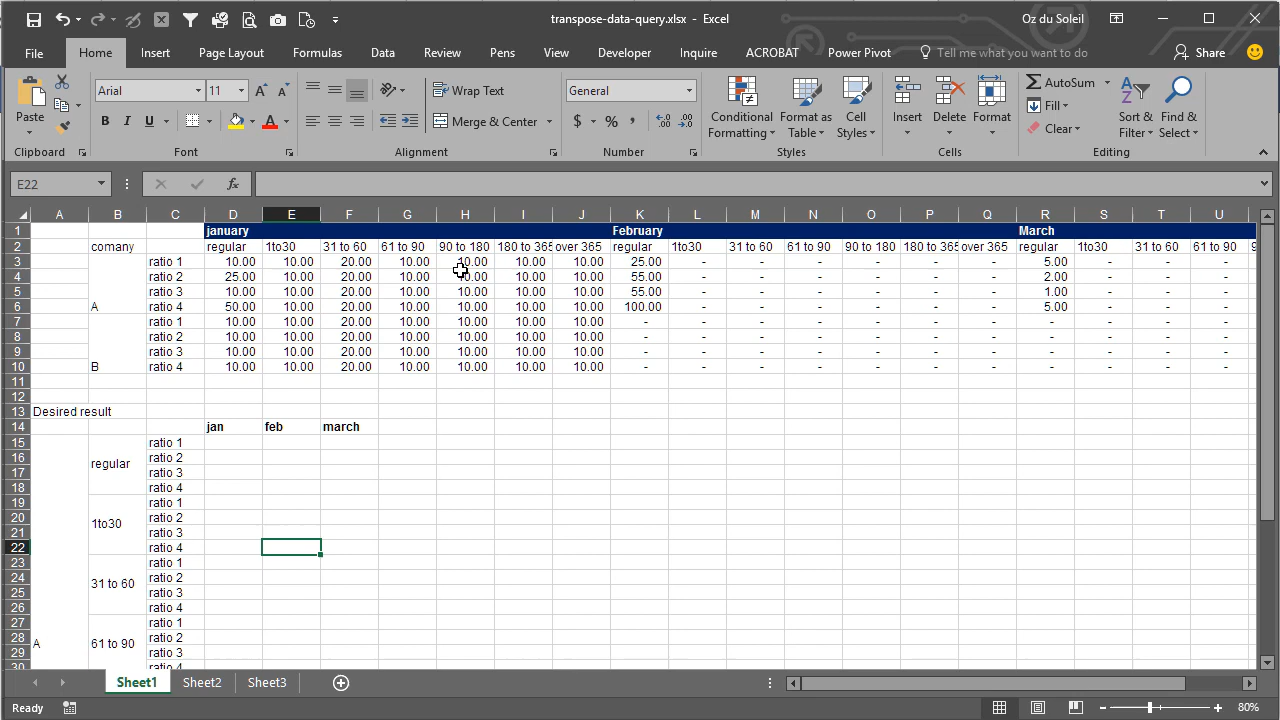 transpose-data-query.xlsx - Excel
Oz du Soleil
File Home Insert Page Layout Formulas Data Review Pens View Developer Inquire ACROBAT Power Pivot Tell me what you want to do Share
Paste
Clipboard
Arial 11
B I U
Font
Wrap Text
Merge & Center
Alignment
General
$ % ,
Number
Conditional Formatting
Format as Table
Cell Styles
Styles
Insert Delete Format
Cells
AutoSum
Fill
Clear
Sort & Filter
Find & Select
Editing
E22 fx
A B C D E F G H I J K L M N O P Q R S T U
1 january February March
2 comany regular 1to30 31 to 60 61 to 90 90 to 180 180 to 365 over 365 regular 1to30 31 to 60 61 to 90 90 to 180 180 to 365 over 365 regular 1to30 31 to 60 61 to 90 9
3 ratio 1 10.00 10.00 20.00 10.00 10.00 10.00 10.00 25.00 - - - - - - 5.00 - - -
4 ratio 2 25.00 10.00 20.00 10.00 10.00 10.00 10.00 55.00 - - - - - - 2.00 - - -
5 ratio 3 10.00 10.00 20.00 10.00 10.00 10.00 10.00 55.00 - - - - - - 1.00 - - -
6 A ratio 4 50.00 10.00 20.00 10.00 10.00 10.00 10.00 100.00 - - - - - - 5.00 - - -
7 ratio 1 10.00 10.00 20.00 10.00 10.00 10.00 10.00 - - - - - - - - - - -
8 ratio 2 10.00 10.00 20.00 10.00 10.00 10.00 10.00 - - - - - - - - - - -
9 ratio 3 10.00 10.00 20.00 10.00 10.00 10.00 10.00 - - - - - - - - - - -
10 B ratio 4 10.00 10.00 20.00 10.00 10.00 10.00 10.00 - - - - - - - - - - -
11
12
13 Desired result
14 jan feb march
15 ratio 1
16 regular ratio 2
17 ratio 3
18 ratio 4
19 ratio 1
20 1to30 ratio 2
21 ratio 3
22 ratio 4
23 ratio 1
24 31 to 60 ratio 2
25 ratio 3
26 ratio 4
27 ratio 1
28 A 61 to 90 ratio 2
29 ratio 3
30 ratio 4
Sheet1 Sheet2 Sheet3
Ready 80%